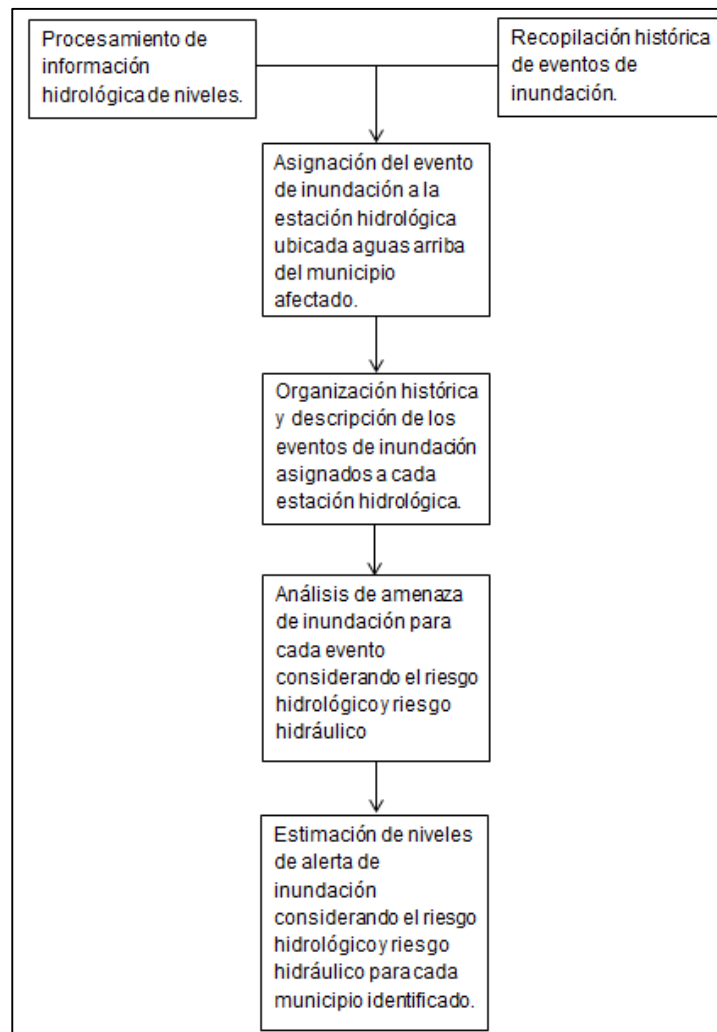 Procesamiento de
información
hidrológica de niveles.
Recopilación histórica
de eventos de
inundación.
Asignación del evento
de inundación a la
estación hidrológica
ubicada aguas arriba
del municipio
afectado.
Organización histórica
y descripción de los
eventos de inundación
asignados a cada
estación hidrológica.
Análisis de amenaza
de inundación para
cada evento
considerando el riesgo
hidrológico y riesgo
hidráulico
Estimación de niveles
de alerta de
inundación
considerando el riesgo
hidrológico y riesgo
hidráulico para cada
municipio identificado.